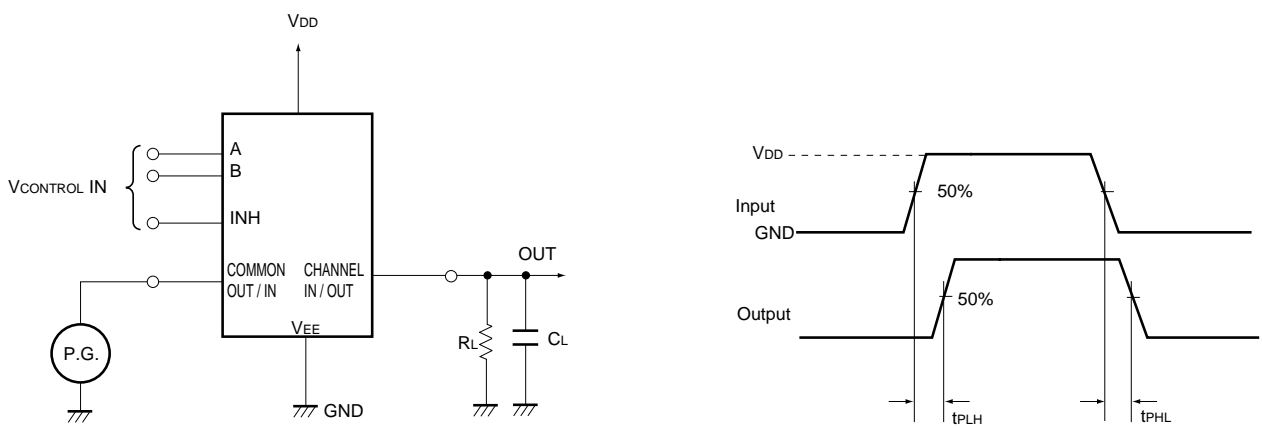 VDD
VCONTROL IN
A
B
INH
COMMON
OUT / IN
CHANNEL
IN / OUT
VEE
P.G.
GND
OUT
RL
CL
VDD
Input
GND
50%
Output
50%
tPLH
tPHL